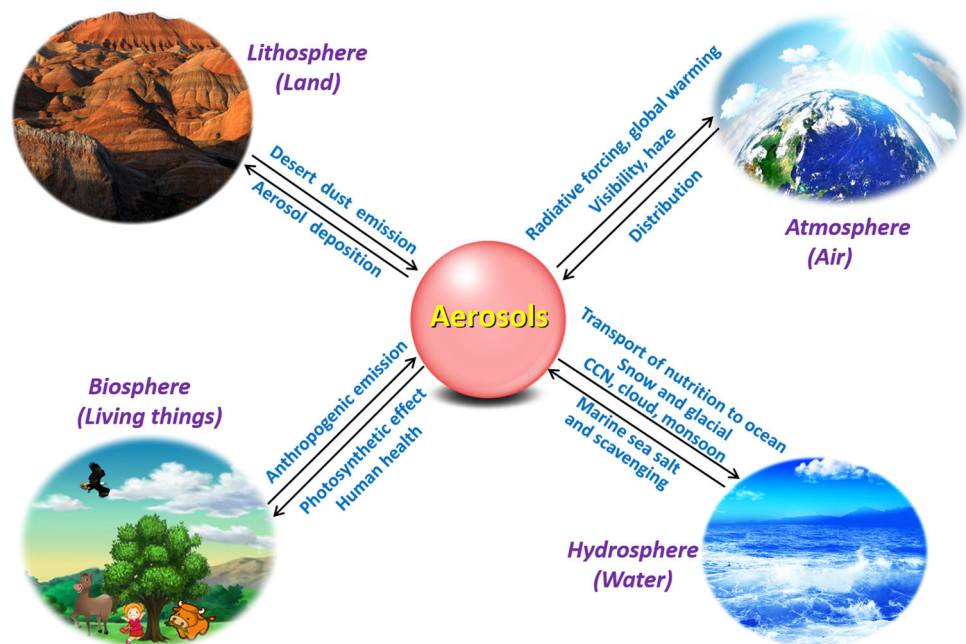 Lithosphere
(Land)
Desert dust emission
Aerosol deposition
Radiative forcing, global warming
Visibility, haze
Distribution
Atmosphere
(Air)
Aerosols
Biosphere
(Living things)
Anthropogenic emission
Photosynthetic effect
Human health
Transport of nutrition to ocean
Snow and glacial
CCN, cloud, monsoon
Marine sea salt
and scavenging
Hydrosphere
(Water)